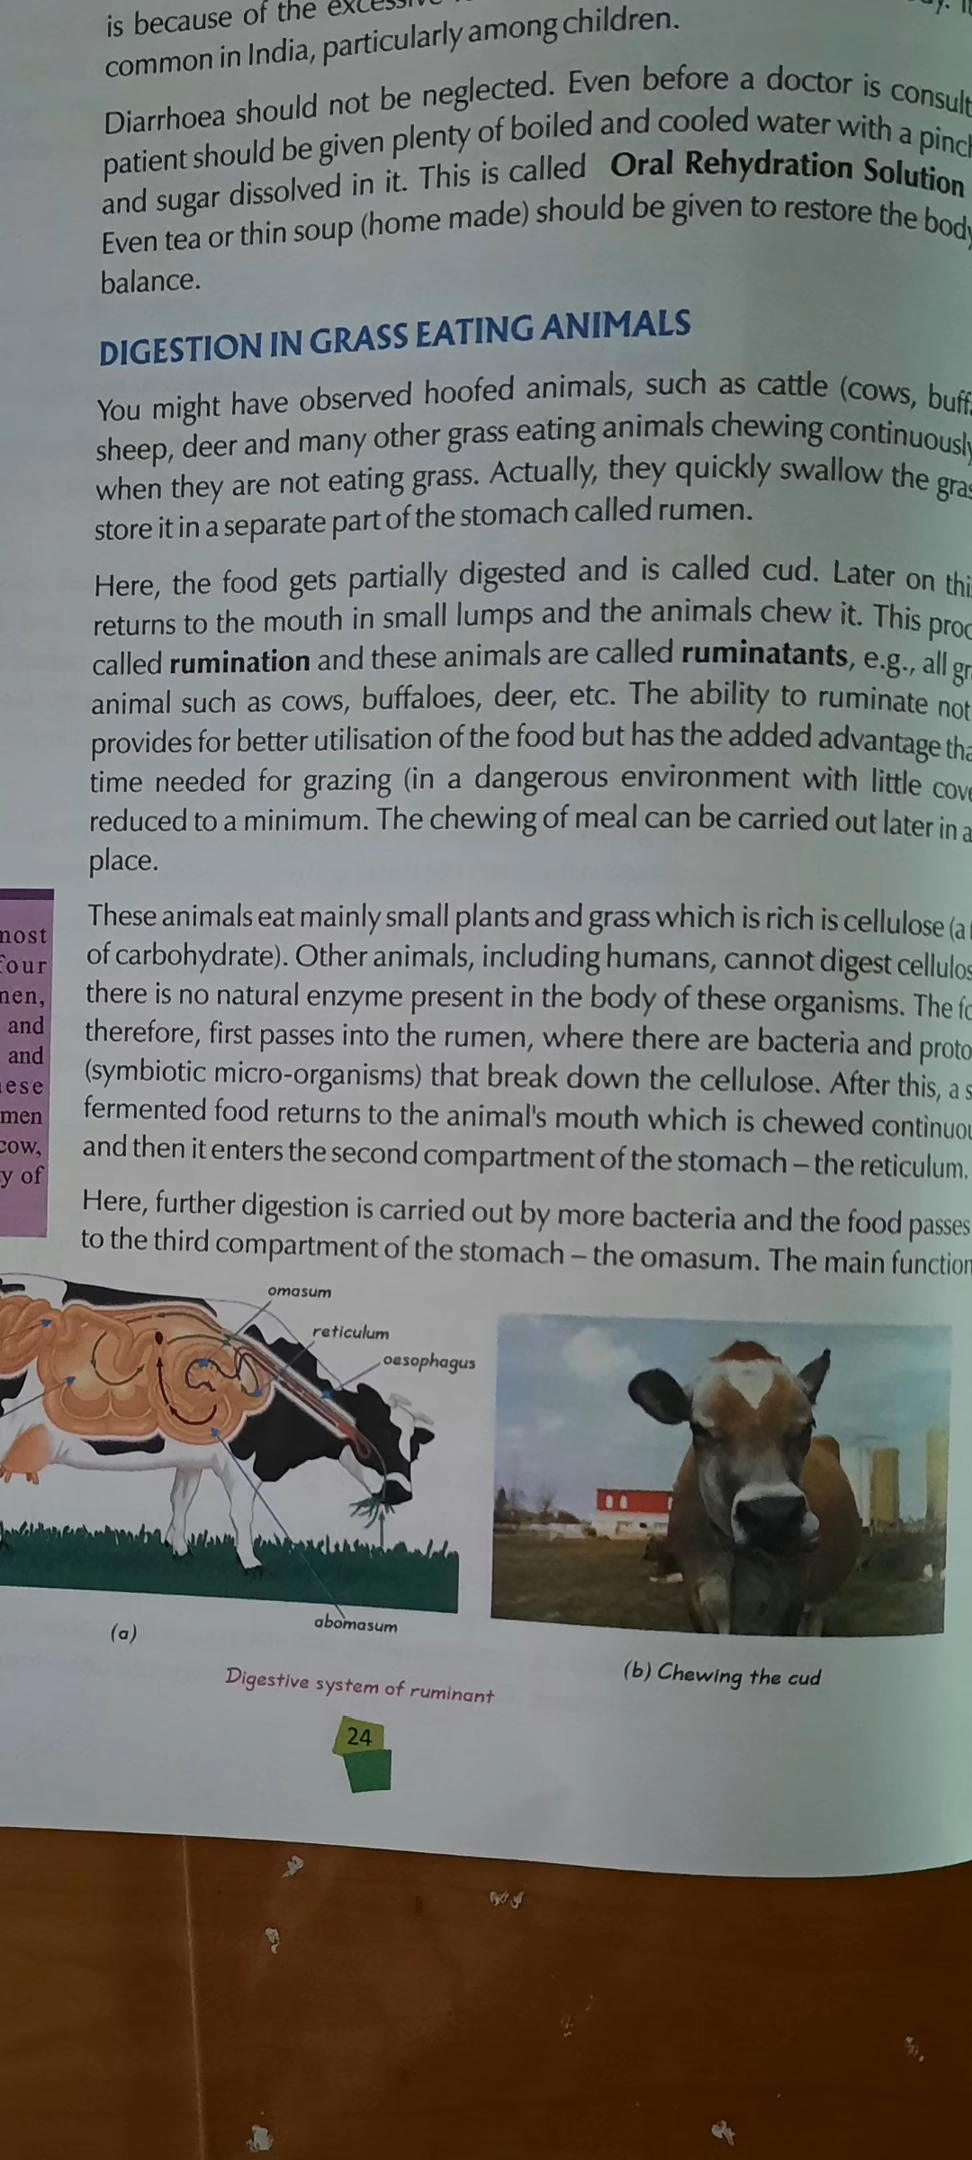 is because of the
common in India, particularly among children.
Diarrhoea should not be neglected. Even before a doctor is
patient should be given plenty of boiled and cooled water with a
and sugar dissolved in it. This is called Oral Rehydration Solution
Even tea or thin soup (home made) should be given to restore the
balance.
DIGESTION IN GRASS EATING ANIMALS
You might have observed hoofed animals, such as cattle (cows,
sheep, deer and many other grass eating animals chewing
when they are not eating grass. Actually, they quickly swallow the
store it in a separate part of the stomach called rumen.
Here, the food gets partially digested and is called cud. Later on
returns to the mouth in small lumps and the animals chew it. This
called rumination and these animals are called ruminatants, e.g., all
animal such as cows, buffaloes, deer, etc. The ability to ruminate not
provides for better utilisation of the food but has the added advantage
time needed for grazing (in a dangerous environment with little
reduced to a minimum. The chewing of meal can be carried out later in a
place.
These animals eat mainly small plants and grass which is rich is cellulose (a
of carbohydrate). Other animals, including humans, cannot digest
there is no natural enzyme present in the body of these organisms. The
therefore, first passes into the rumen, where there are bacteria and
(symbiotic micro-organisms) that break down the cellulose. After this, a
fermented food returns to the animal's mouth which is chewed
and then it enters the second compartment of the stomach – the reticulum.
Here, further digestion is carried out by more bacteria and the food passes
to the third compartment of the stomach – the omasum. The main function
and
and
cow,
of
omasum
reticulum
oesophagus
abomasum
(a)
(b) Chewing the cud
Digestive system of ruminant
24